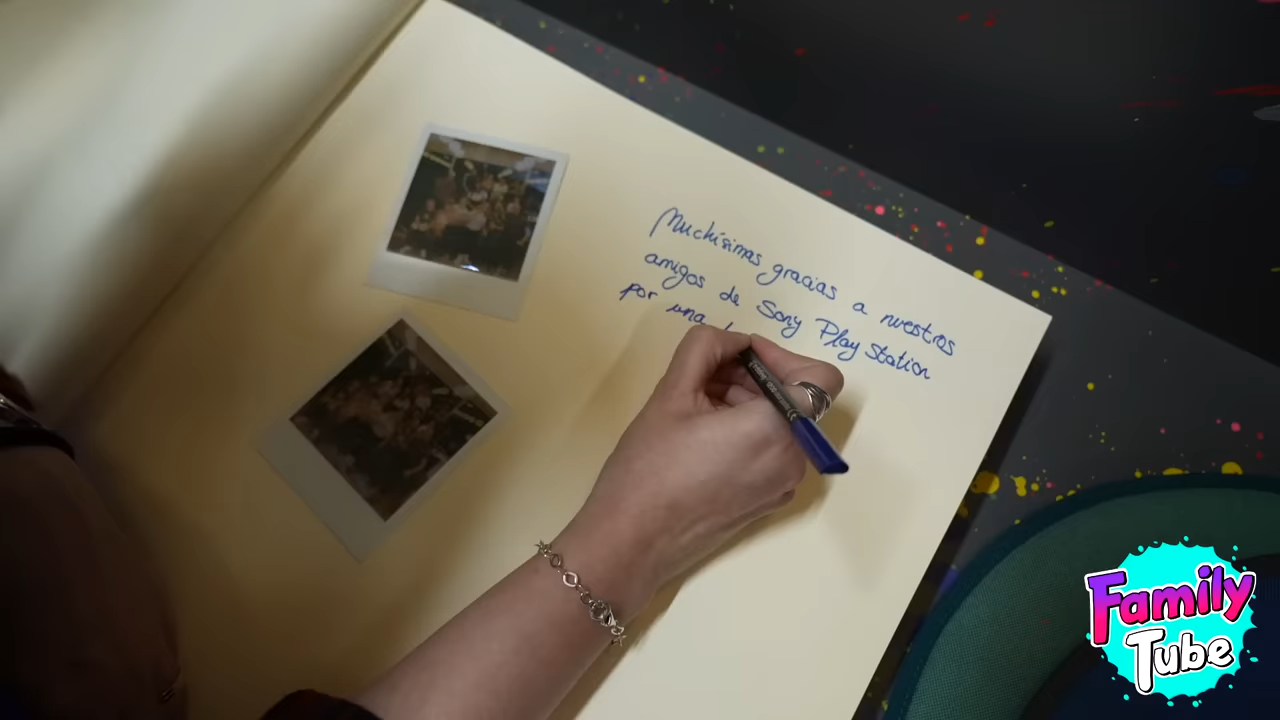 Muchísimas gracias a nuestros
amigos de Sony Play Station
por una
Family
Tube